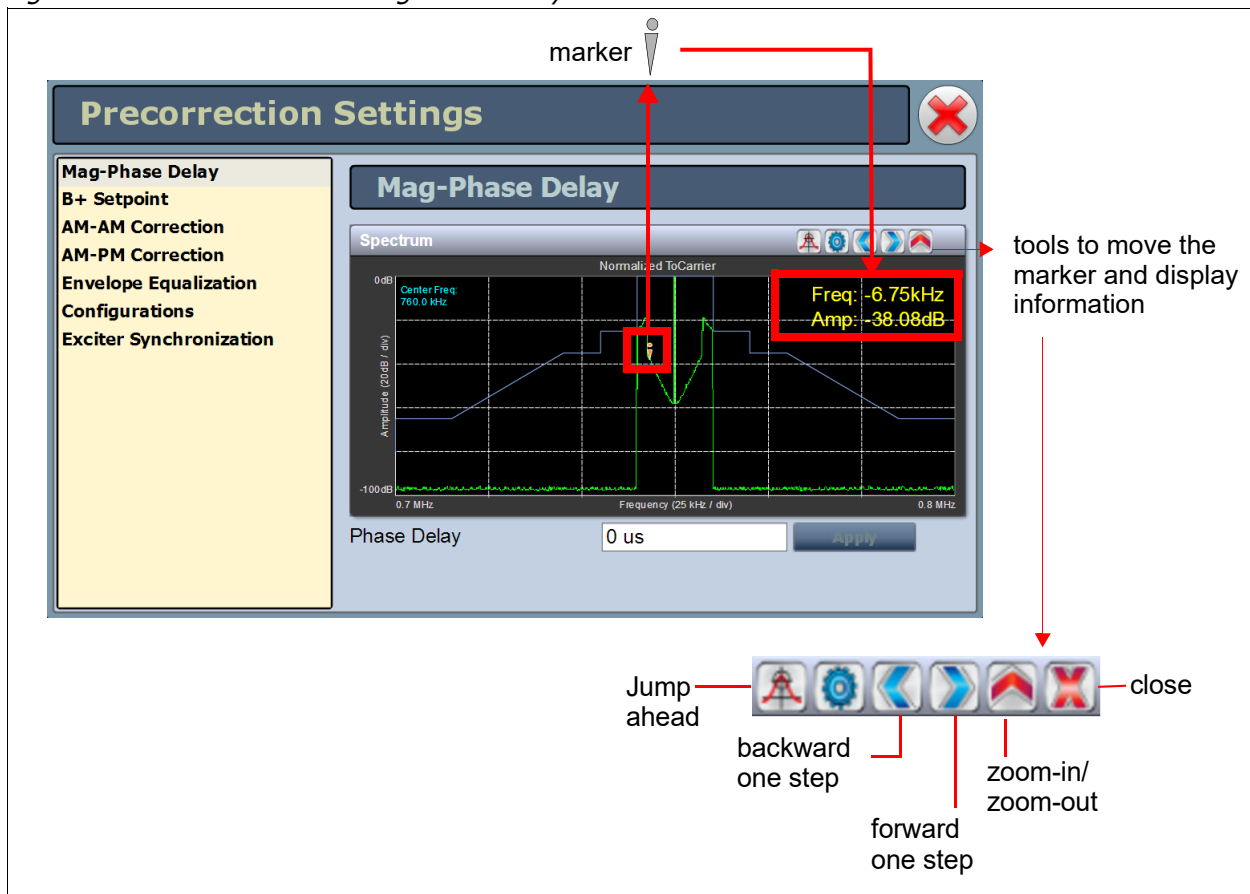 marker
Precorrection Settings
Mag-Phase Delay
B+ Setpoint
AM-AM Correction
AM-PM Correction
Envelope Equalization
Configurations
Exciter Synchronization
Mag-Phase Delay
Spectrum
Normalized ToCarrier
0dB
Center Freq:
760.0 kHz
Freq: -6.75kHz
Amp: -38.08dB
Amplitude (20dB / div)
-100dB
0.7 MHz
Frequency (25 kHz / div)
0.8 MHz
Phase Delay
0 us
Apply
tools to move the
marker and display
information
Jump
ahead
backward
one step
forward
one step
zoom-in/
zoom-out
close